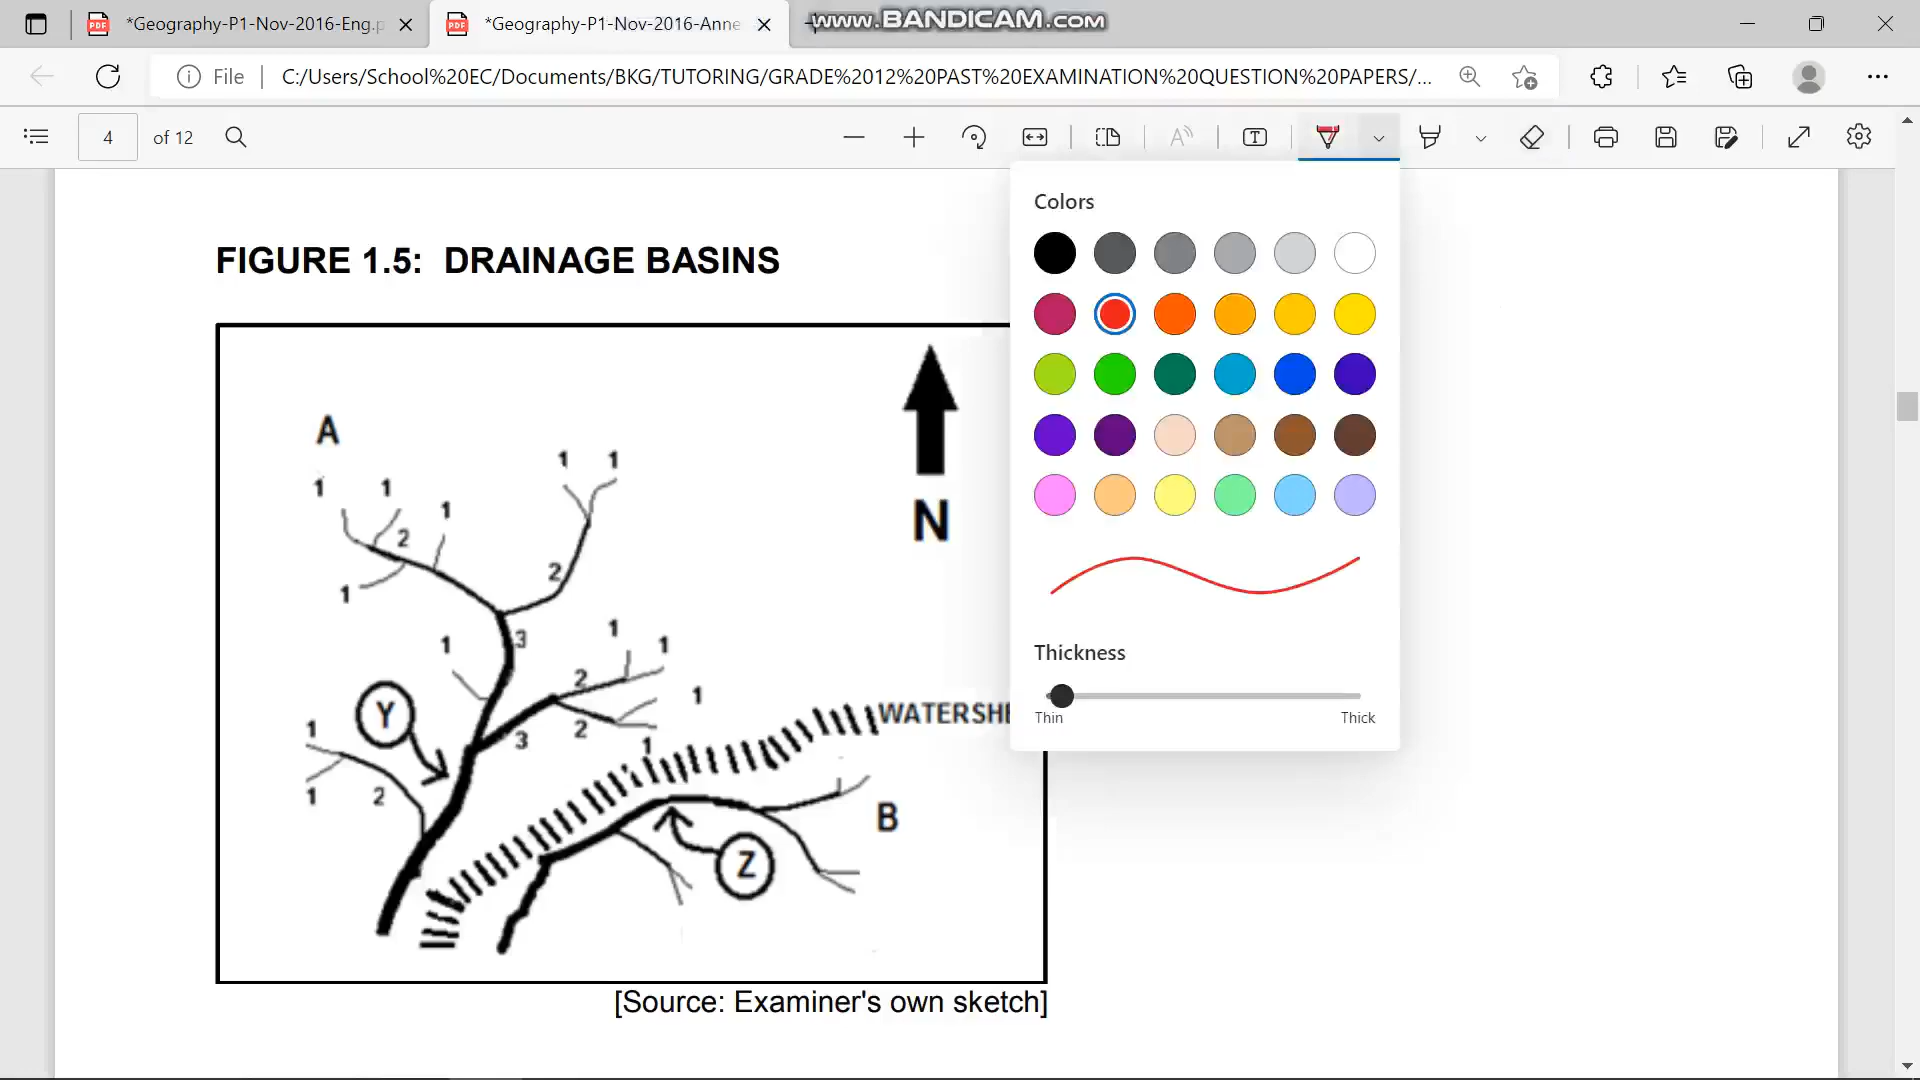 *Geography-P1-Nov-2016-Eng.p
*Geography-P1-Nov-2016-Anne
www.BANDICAM.com
File
C:/Users/School%20EC/Documents/BKG/TUTORING/GRADE%2012%20PAST%20EXAMINATION%20QUESTION%20PAPERS/...
4 of 12
Colors
Thickness
Thin Thick
FIGURE 1.5: DRAINAGE BASINS
N
A
1 1
1 1 1
2
2
1
3
1 1 1
2
1
Y
WATERSHE
1 3 2
1
1 2
B
Z
[Source: Examiner's own sketch]